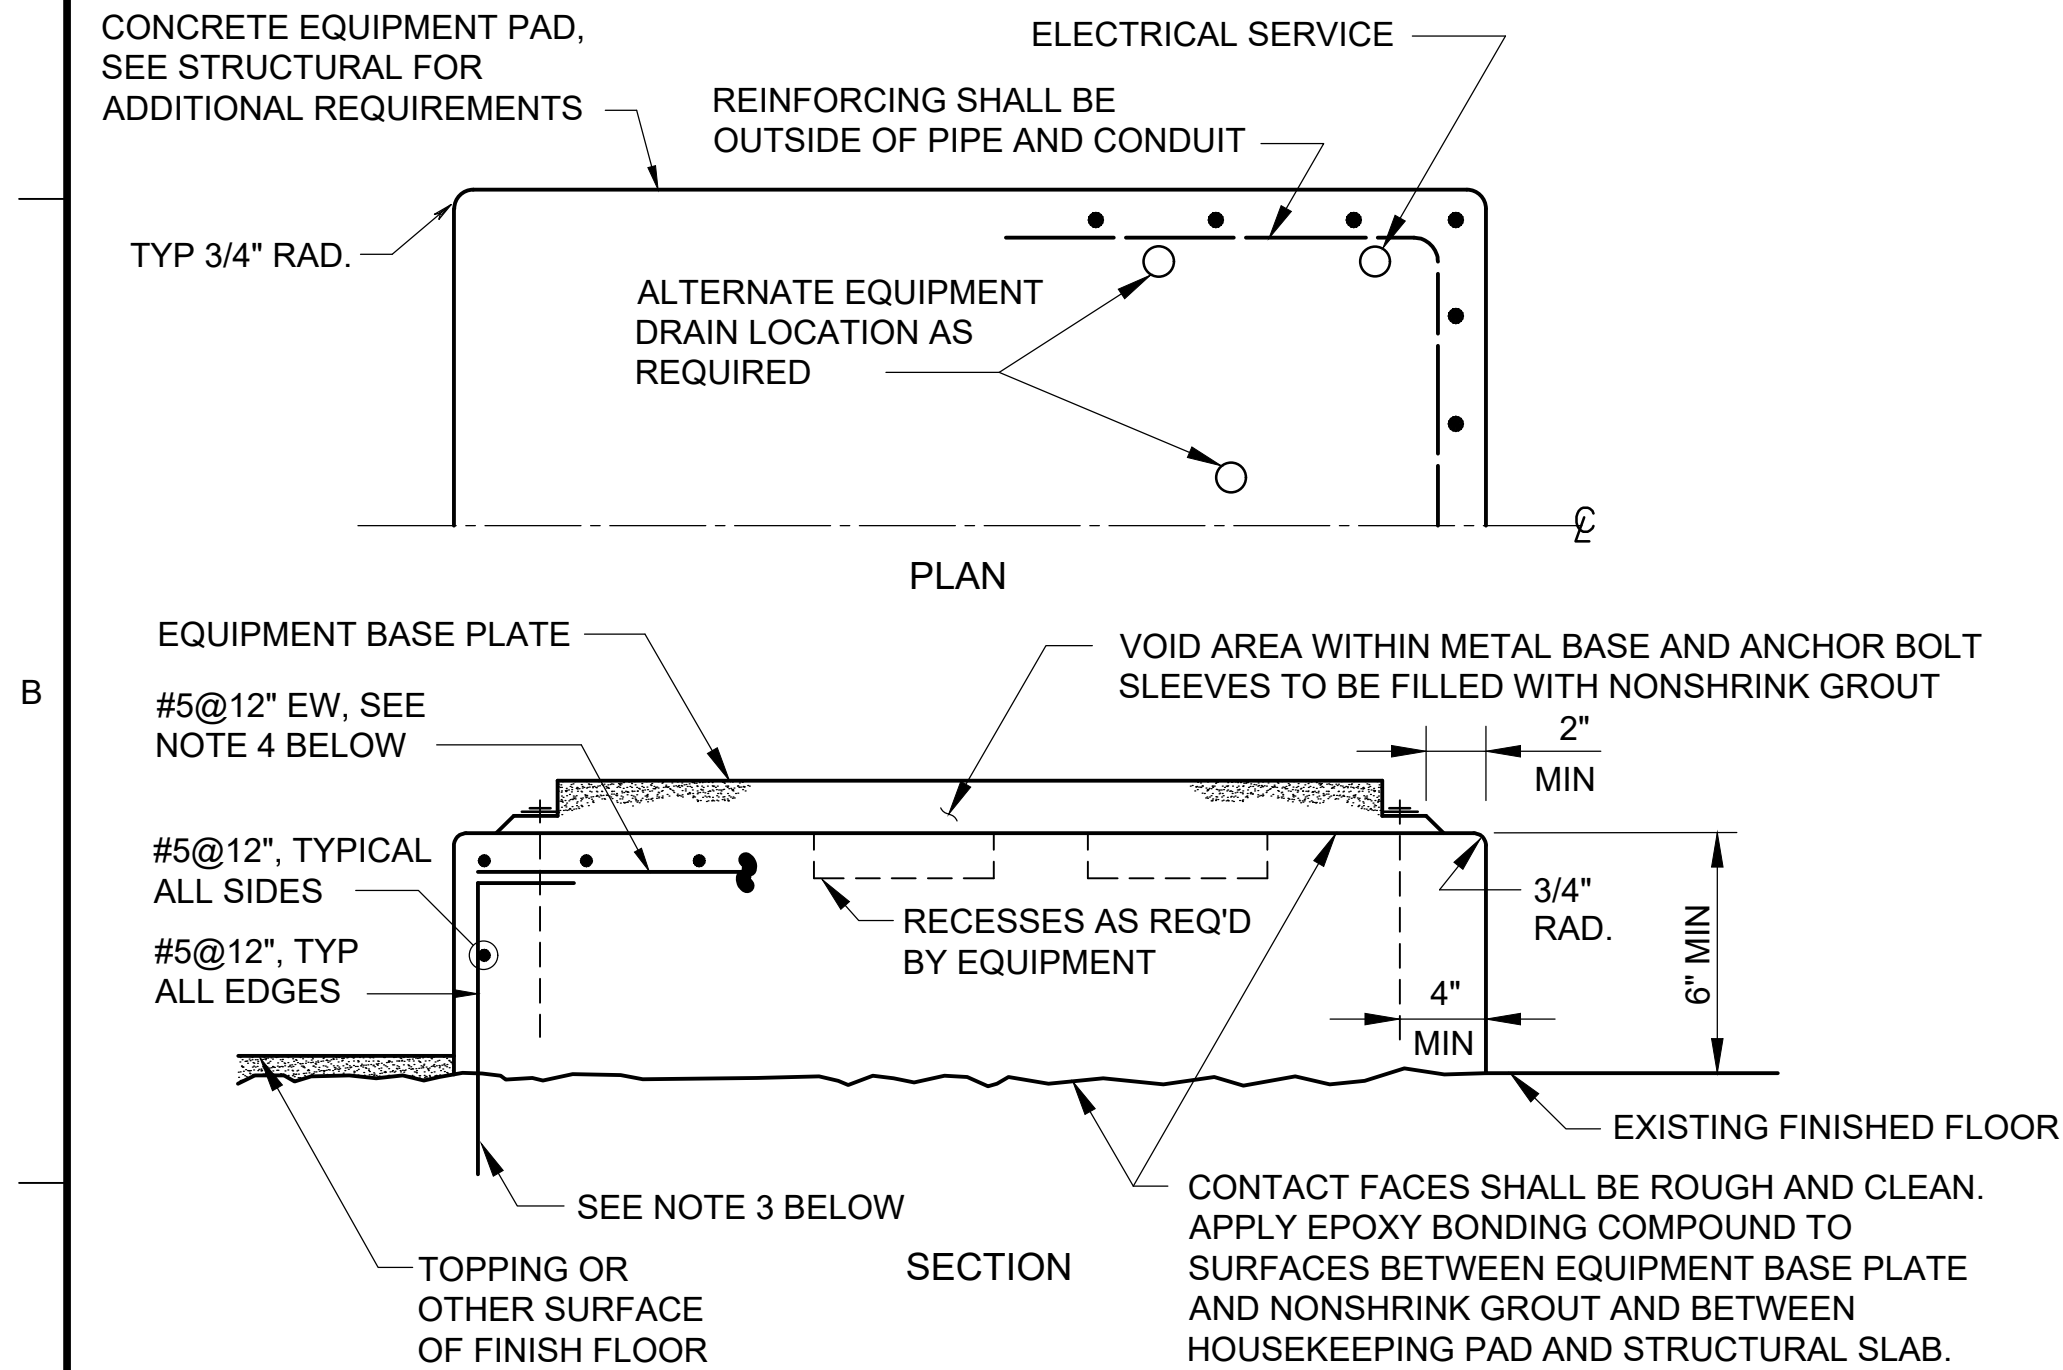 CONCRETE EQUIPMENT PAD,
SEE STRUCTURAL FOR
ADDITIONAL REQUIREMENTS
ELECTRICAL SERVICE
REINFORCING SHALL BE
OUTSIDE OF PIPE AND CONDUIT
TYP 3/4" RAD.
ALTERNATE EQUIPMENT
DRAIN LOCATION AS
REQUIRED
℄
PLAN
EQUIPMENT BASE PLATE
VOID AREA WITHIN METAL BASE AND ANCHOR BOLT
SLEEVES TO BE FILLED WITH NONSHRINK GROUT
B
#5@12" EW, SEE
NOTE 4 BELOW
2"
MIN
#5@12", TYPICAL
ALL SIDES
#5@12", TYP
ALL EDGES
RECESSES AS REQ'D
BY EQUIPMENT
3/4"
RAD.
6" MIN
4"
MIN
EXISTING FINISHED FLOOR
SEE NOTE 3 BELOW
TOPPING OR
OTHER SURFACE
OF FINISH FLOOR
SECTION
CONTACT FACES SHALL BE ROUGH AND CLEAN.
APPLY EPOXY BONDING COMPOUND TO
SURFACES BETWEEN EQUIPMENT BASE PLATE
AND NONSHRINK GROUT AND BETWEEN
HOUSEKEEPING PAD AND STRUCTURAL SLAB.